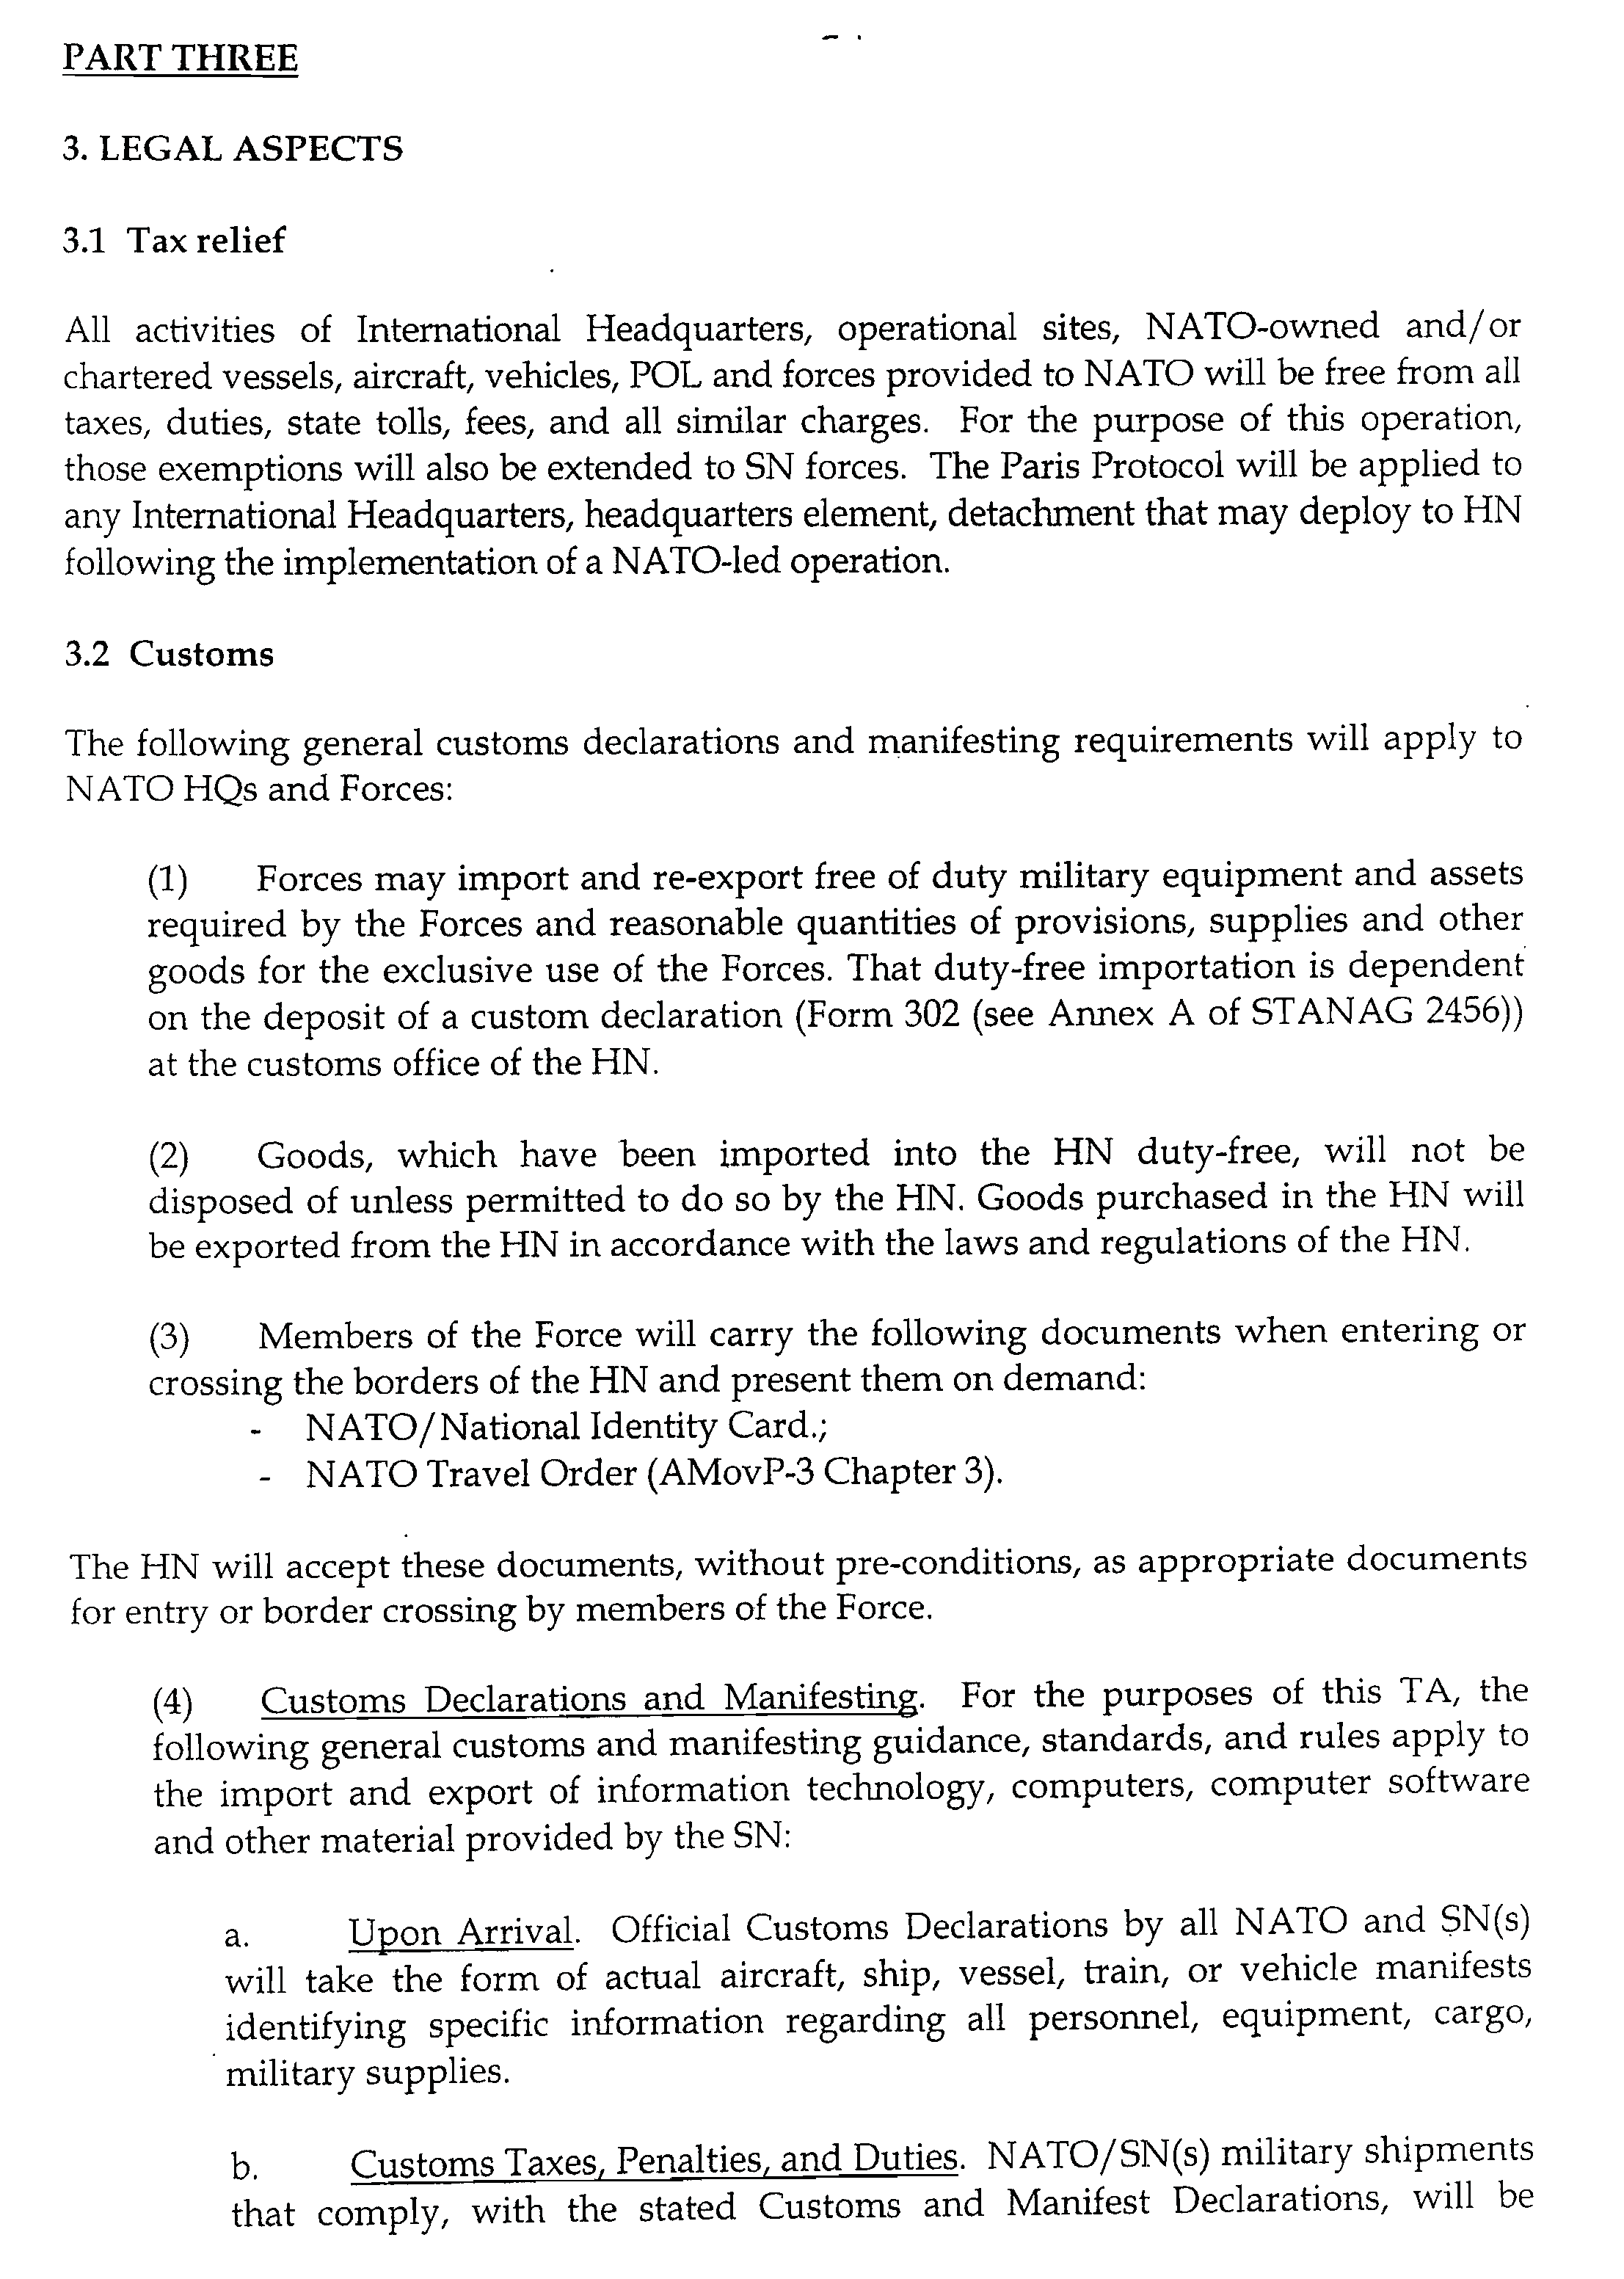 PART THREE
3. LEGAL ASPECTS
3.1 Tax relief
All activities of International Headquarters, operational sites, NATO-owned and/or
chartered vessels, aircraft, vehicles, POL and forces provided to NATO will be free from all
taxes, duties, state tolls, fees, and all similar charges. For the purpose of this operation,
those exemptions will also be extended to SN forces. The Paris Protocol will be applied to
any International Headquarters, headquarters element, detachment that may deploy to HN
following the implementation of a NATO-led operation.
3.2 Customs
The following general customs declarations and manifesting requirements will apply to
NATO HQs and Forces:
(1) Forces may import and re-export free of duty military equipment and assets
required by the Forces and reasonable quantities of provisions, supplies and other
goods for the exclusive use of the Forces. That duty-free importation is dependent
on the deposit of a custom declaration (Form 302 (see Annex A of STANAG 2456))
at the customs office of the HN.
(2) Goods, which have been imported into the HN duty-free, will not be
disposed of unless permitted to do so by the HN. Goods purchased in the HN will
be exported from the HN in accordance with the laws and regulations of the HN.
(3) Members of the Force will carry the following documents when entering or
crossing the borders of the HN and present them on demand:
- NATO/National Identity Card.;
- NATO Travel Order (AMovP-3 Chapter 3).
The HN will accept these documents, without pre-conditions, as appropriate documents
for entry or border crossing by members of the Force.
(4) Customs Declarations and Manifesting. For the purposes of this TA, the
following general customs and manifesting guidance, standards, and rules apply to
the import and export of information technology, computers, computer software
and other material provided by the SN:
a. Upon Arrival. Official Customs Declarations by all NATO and SN(s)
will take the form of actual aircraft, ship, vessel, train, or vehicle manifests
identifying specific information regarding all personnel, equipment, cargo,
military supplies.
b. Customs Taxes, Penalties, and Duties. NATO/SN(s) military shipments
that comply, with the stated Customs and Manifest Declarations, will be